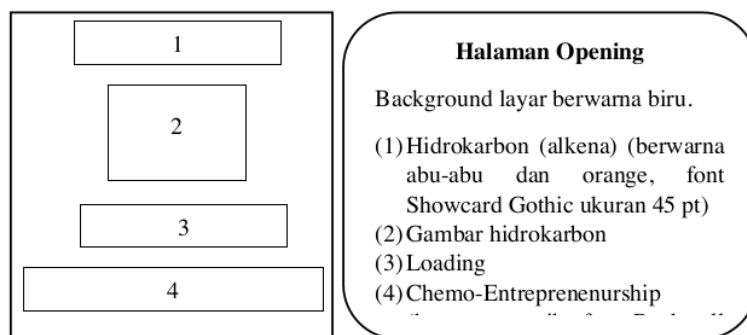 1
2
3
4
Halaman Opening
Background layar berwarna biru.
(1) Hidrokarbon (alkena) (berwarna
abu-abu dan orange, font
Showcard Gothic ukuran 45 pt)
(2) Gambar hidrokarbon
(3) Loading
(4) Chemo-Entreprenenurship